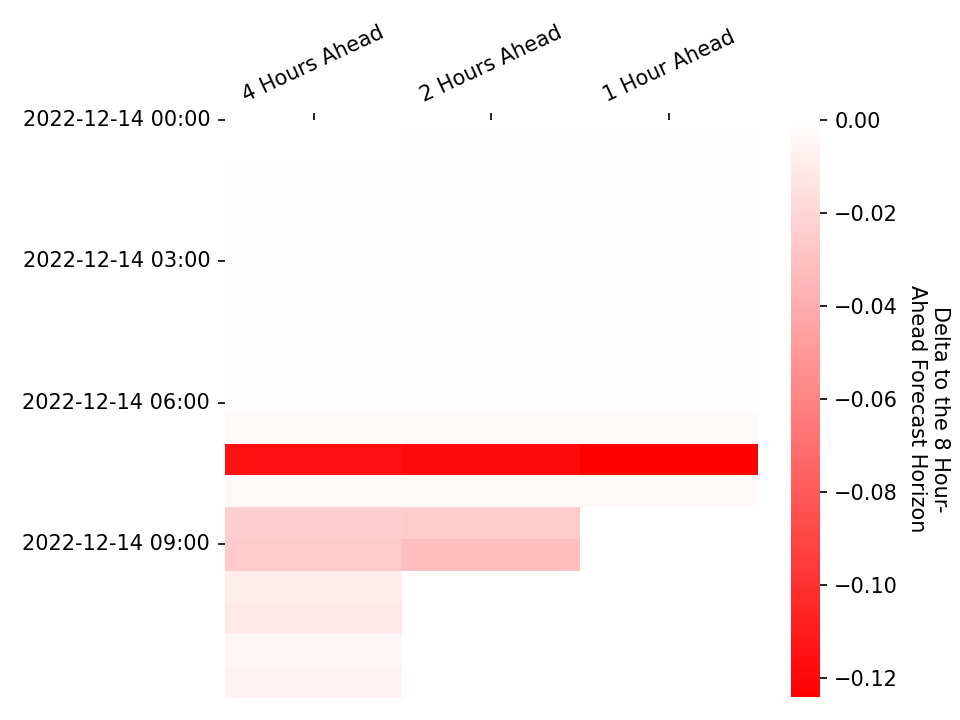 4 Hours Ahead
2 Hours Ahead
1 Hour Ahead
2022-12-14 00:00
2022-12-14 03:00
2022-12-14 06:00
2022-12-14 09:00
0.00
−0.02
−0.04
−0.06
−0.08
−0.10
−0.12
Delta to the 8 Hour-
Ahead Forecast Horizon